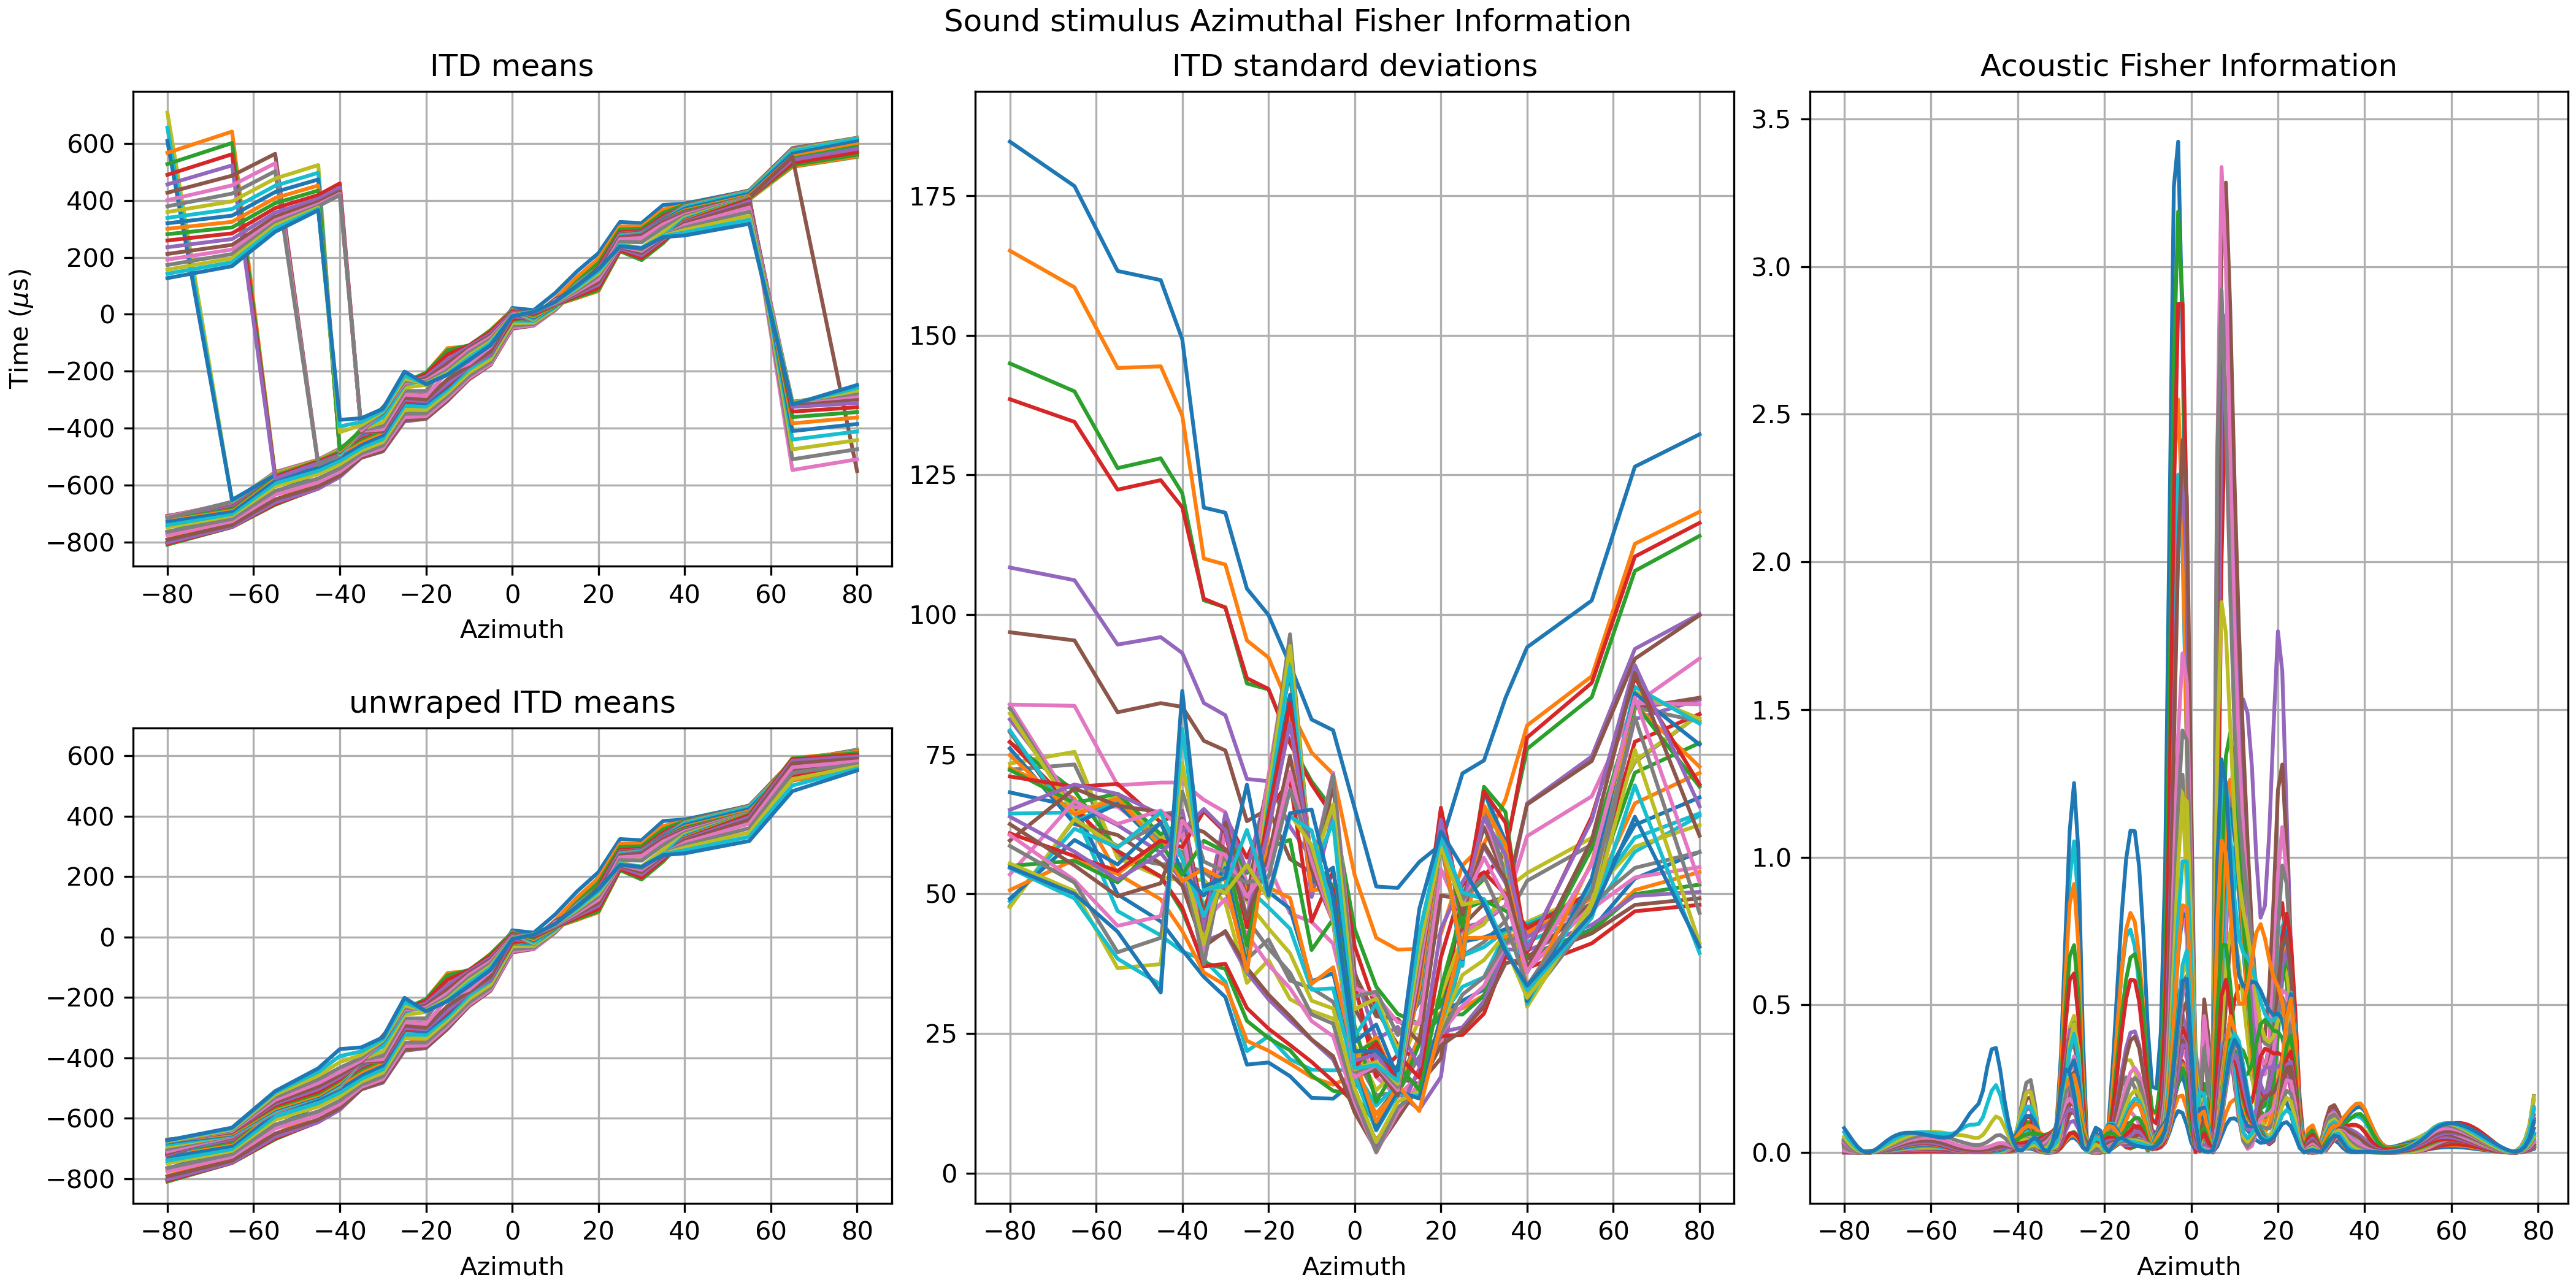 Sound stimulus Azimuthal Fisher Information
ITD means
Time (μs)
600
400
200
0
−200
−400
−600
−800
−80 −60 −40 −20 0 20 40 60 80
Azimuth
unwraped ITD means
600
400
200
0
−200
−400
−600
−800
−80 −60 −40 −20 0 20 40 60 80
Azimuth
ITD standard deviations
175
150
125
100
75
50
25
0
−80 −60 −40 −20 0 20 40 60 80
Azimuth
Acoustic Fisher Information
3.5
3.0
2.5
2.0
1.5
1.0
0.5
0.0
−80 −60 −40 −20 0 20 40 60 80
Azimuth